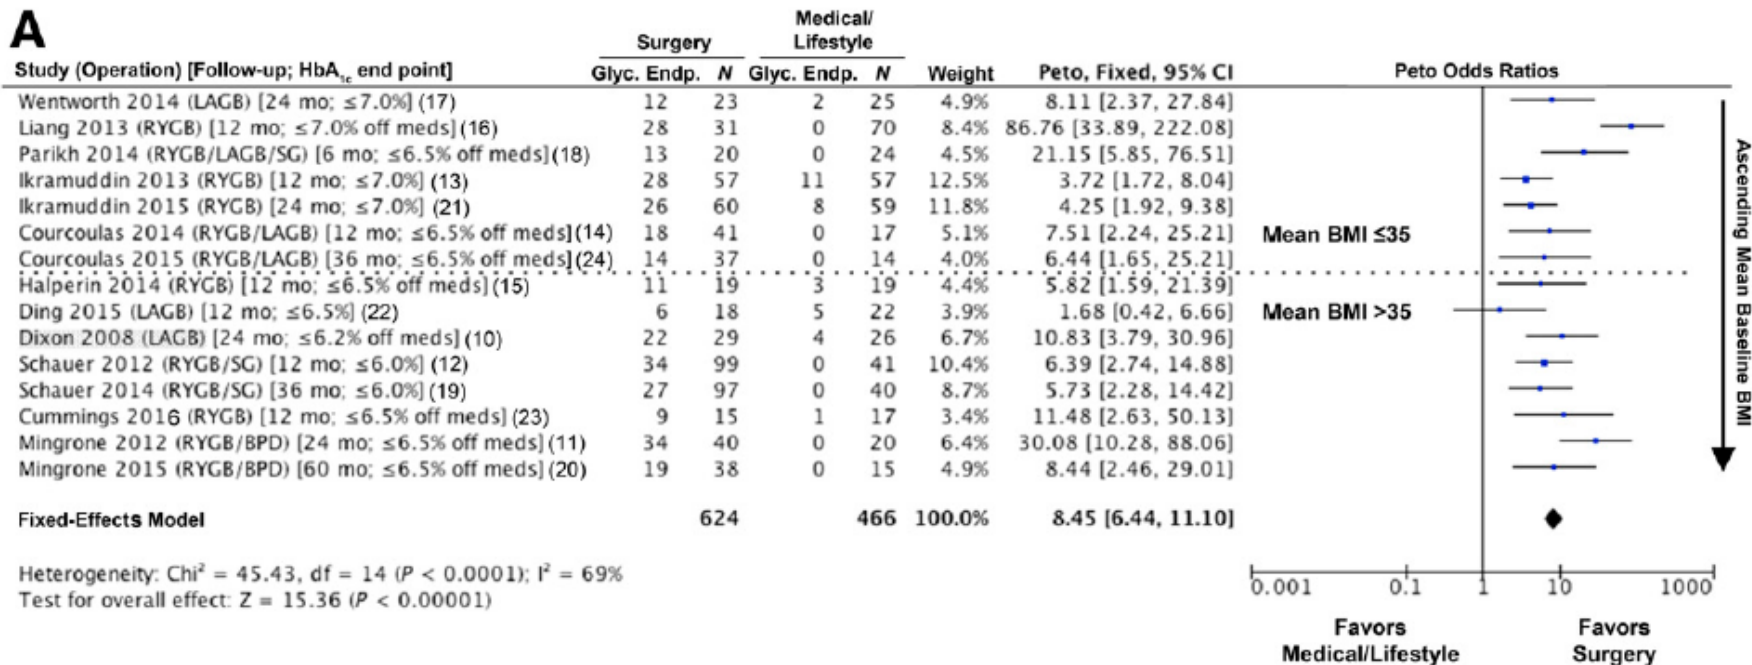 A
Surgery Medical/ Lifestyle
Study (Operation) [Follow-up; HbA1c end point] Glyc. Endp. N Glyc. Endp. N Weight Peto, Fixed, 95% CI Peto Odds Ratios
Wentworth 2014 (LAGB) [24 mo; ≤7.0%] (17) 12 23 2 25 4.9% 8.11 [2.37, 27.84]
Liang 2013 (RYGB) [12 mo; ≤7.0% off meds] (16) 28 31 0 70 8.4% 86.76 [33.89, 222.08]
Parikh 2014 (RYGB/LAGB/SG) [6 mo; ≤6.5% off meds] (18) 13 20 0 24 4.5% 21.15 [5.85, 76.51]
Ikramuddin 2013 (RYGB) [12 mo; ≤7.0%] (13) 28 57 11 57 12.5% 3.72 [1.72, 8.04]
Ikramuddin 2015 (RYGB) [24 mo; ≤7.0%] (21) 26 60 8 59 11.8% 4.25 [1.92, 9.38]
Courcoulas 2014 (RYGB/LAGB) [12 mo; ≤6.5% off meds] (14) 18 41 0 17 5.1% 7.51 [2.24, 25.21] Mean BMI ≤35
Courcoulas 2015 (RYGB/LAGB) [36 mo; ≤6.5% off meds] (24) 14 37 0 14 4.0% 6.44 [1.65, 25.21]
Halperin 2014 (RYGB) [12 mo; ≤6.5% off meds] (15) 11 19 3 19 4.4% 5.82 [1.59, 21.39]
Ding 2015 (LAGB) [12 mo; ≤6.5%] (22) 6 18 5 22 3.9% 1.68 [0.42, 6.66] Mean BMI >35
Dixon 2008 (LAGB) [24 mo; ≤6.2% off meds] (10) 22 29 4 26 6.7% 10.83 [3.79, 30.96]
Schauer 2012 (RYGB/SG) [12 mo; ≤6.0%] (12) 34 99 0 41 10.4% 6.39 [2.74, 14.88]
Schauer 2014 (RYGB/SG) [36 mo; ≤6.0%] (19) 27 97 0 40 8.7% 5.73 [2.28, 14.42]
Cummings 2016 (RYGB) [12 mo; ≤6.5% off meds] (23) 9 15 1 17 3.4% 11.48 [2.63, 50.13]
Mingrone 2012 (RYGB/BPD) [24 mo; ≤6.5% off meds] (11) 34 40 0 20 6.4% 30.08 [10.28, 88.06]
Mingrone 2015 (RYGB/BPD) [60 mo; ≤6.5% off meds] (20) 19 38 0 15 4.9% 8.44 [2.46, 29.01]
Ascending Mean Baseline BMI
Fixed-Effects Model 624 466 100.0% 8.45 [6.44, 11.10]
Heterogeneity: Chi² = 45.43, df = 14 (P < 0.0001); I² = 69%
Test for overall effect: Z = 15.36 (P < 0.00001)
0.001 0.1 1 10 1000
Favors Medical/Lifestyle Favors Surgery